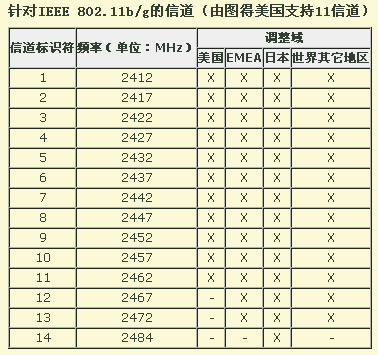 针对IEEE 802.11b/g的信道（由图得美国支持11信道）
信道标识符 频率（单位：MHz） 调整域
美国 EMEA 日本 世界其它地区
1 2412 X X X X
2 2417 X X X X
3 2422 X X X X
4 2427 X X X X
5 2432 X X X X
6 2437 X X X X
7 2442 X X X X
8 2447 X X X X
9 2452 X X X X
10 2457 X X X X
11 2462 X X X X
12 2467 - X X X
13 2472 - X X X
14 2484 - - X -